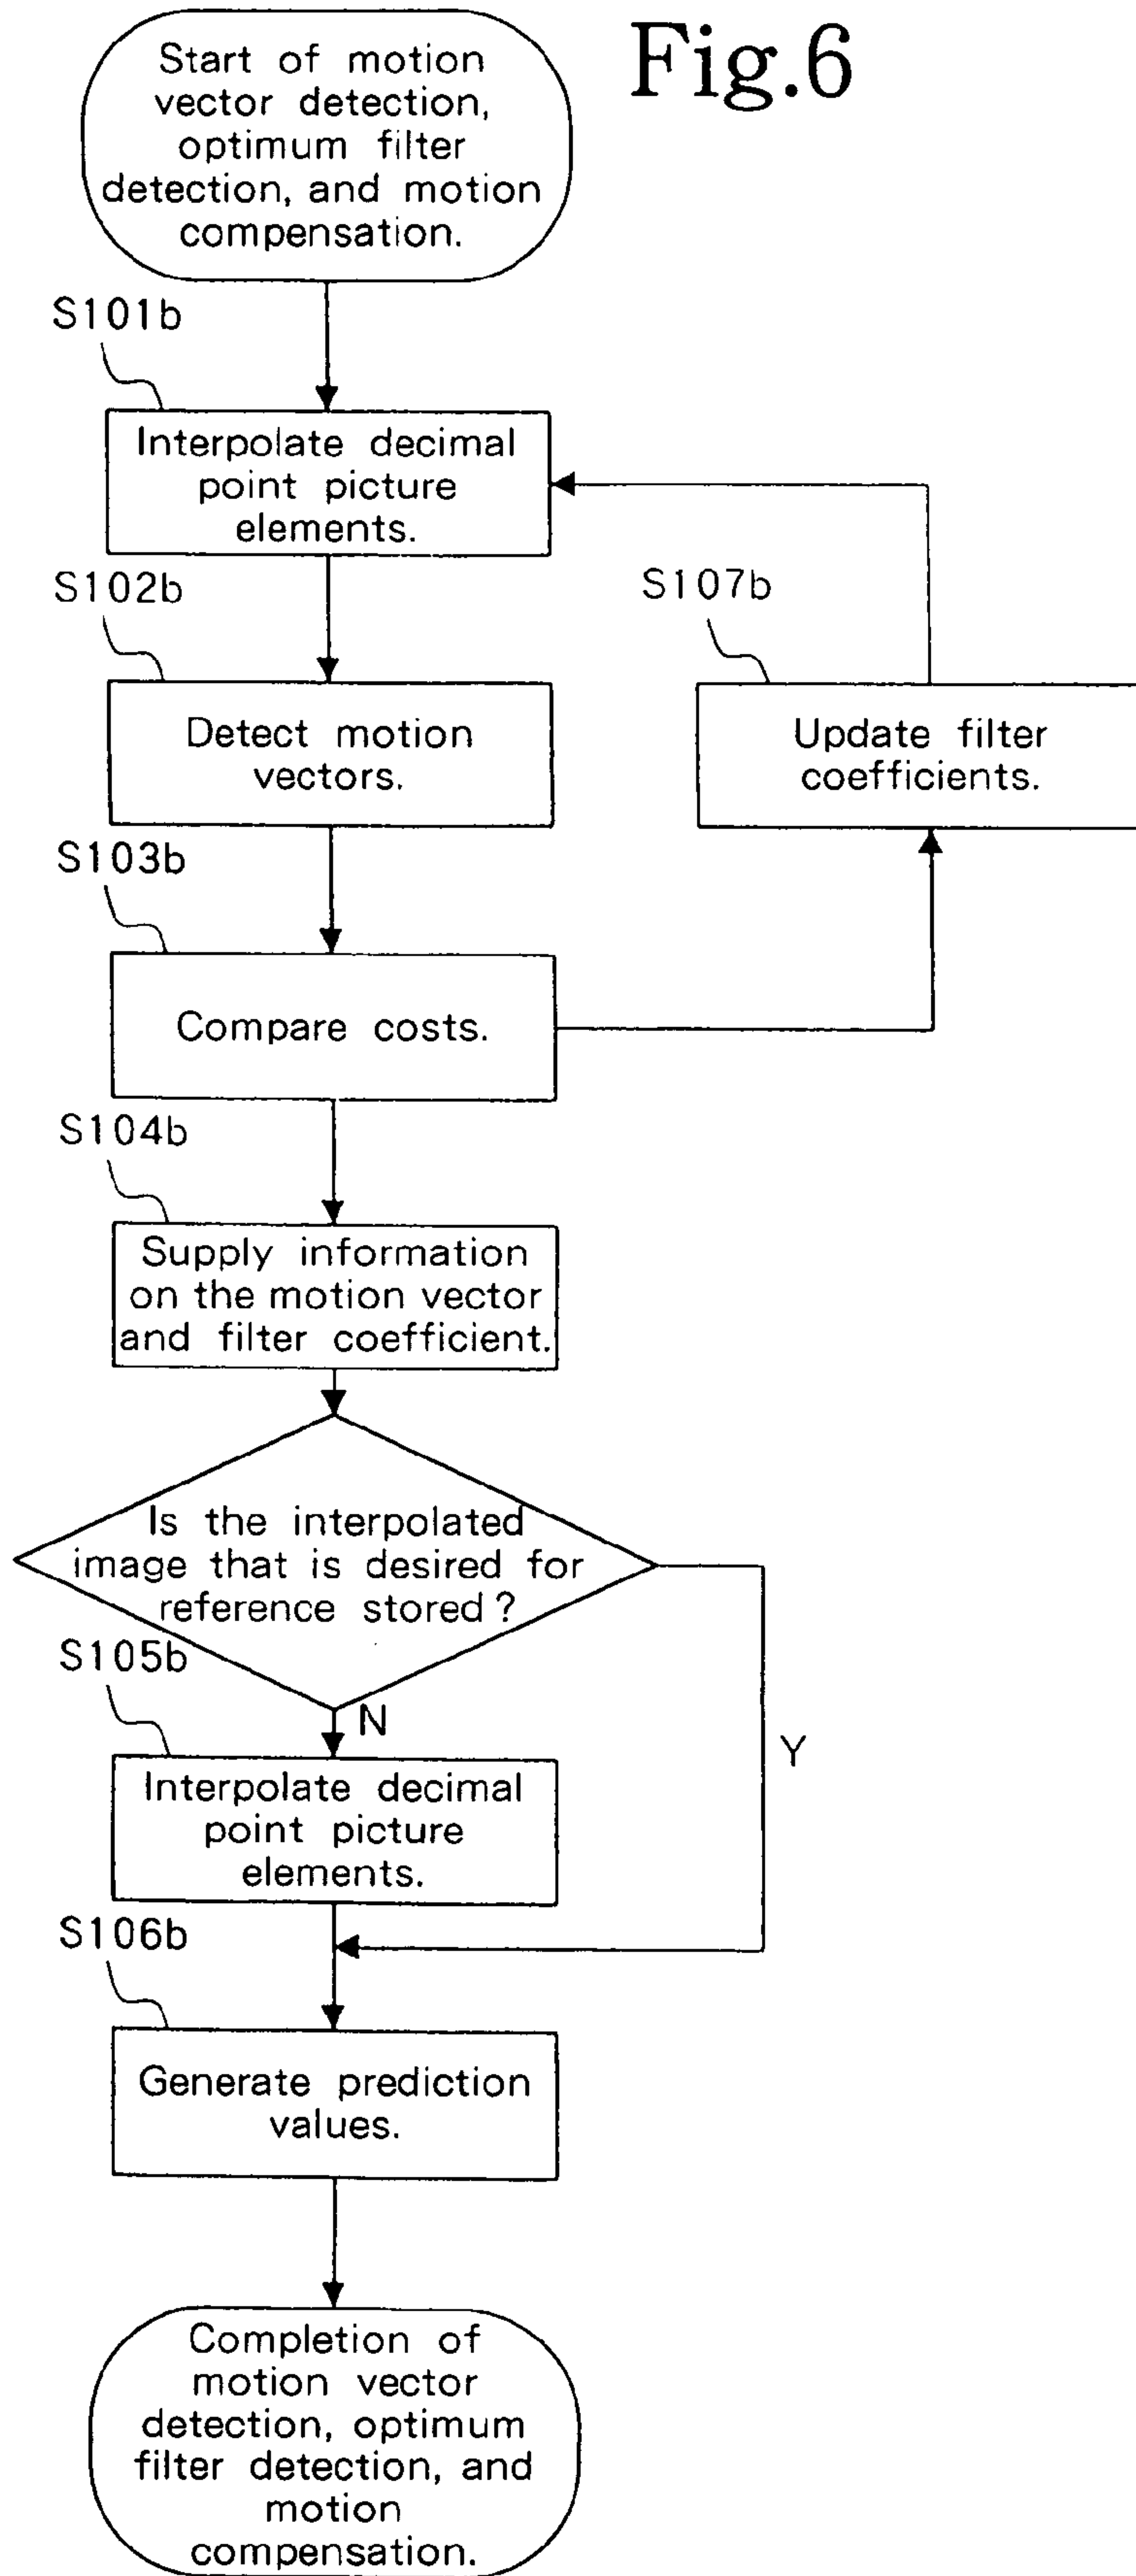 Fig.6
Start of motion
vector detection,
optimum filter
detection, and motion
compensation.
S101b
Interpolate decimal
point picture
elements.
S102b
Detect motion
vectors.
S107b
Update filter
coefficients.
S103b
Compare costs.
S104b
Supply information
on the motion vector
and filter coefficient.
Is the interpolated
image that is desired for
reference stored?
N
Y
S105b
Interpolate decimal
point picture
elements.
S106b
Generate prediction
values.
Completion of
motion vector
detection, optimum
filter detection, and
motion
compensation.